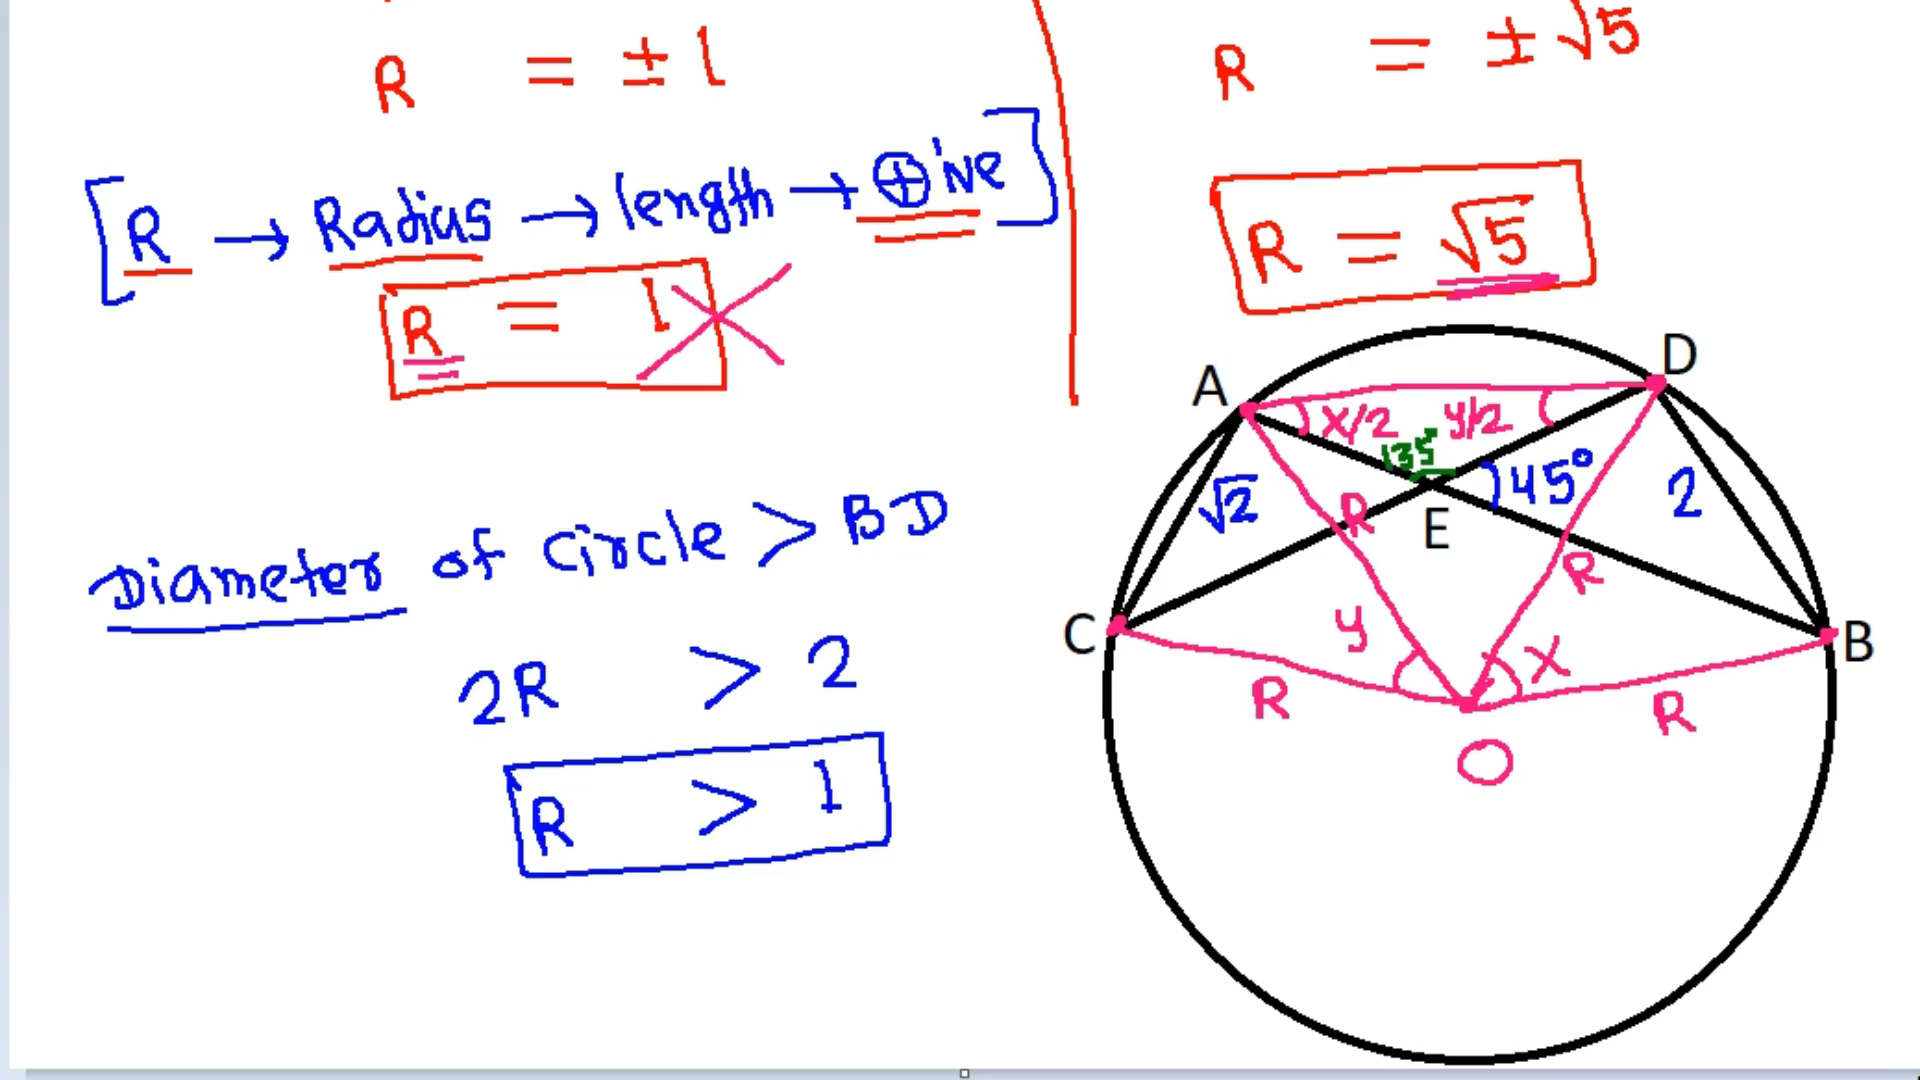 R = ± 1
[R → Radius → length → ⊕'ive]
R = 1
R = ± √5
R = √5
Diameter of circle > BD
2R > 2
R > 1
A
D
x/2
y/2
135°
45°
√2
2
R
E
R
C
B
y
x
R
R
O